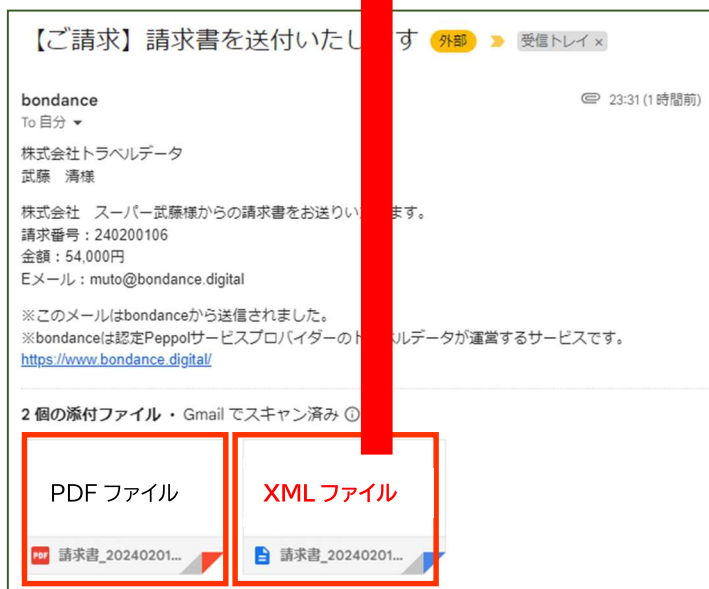 【ご請求】請求書を送付いたし す 外部 受信トレイ ×
bondance 23:31 (1 時間前)
To 自分
株式会社トラベルデータ
武藤 清様
株式会社 スーパー武藤様からの請求書をお送りい ます。
請求番号：240200106
金額：54,000円
Eメール：muto@bondance.digital
※このメールはbondanceから送信されました。
※bondanceは認定Peppolサービスプロバイダーのト ベルデータが運営するサービスです。
https://www.bondance.digital/
2 個の添付ファイル・Gmail でスキャン済み
PDF ファイル XML ファイル
PDF 請求書_20240201... 請求書_20240201...